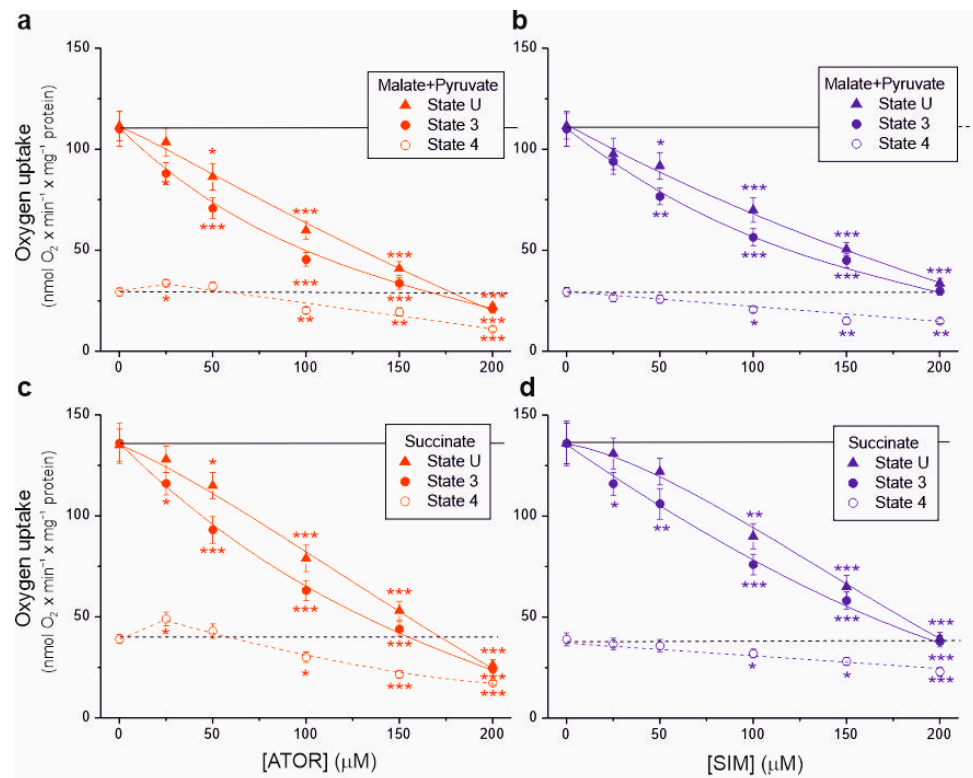 a
150
100
50
0
Oxygen uptake
(nmol O₂ x min⁻¹ x mg⁻¹ protein)
Malate+Pyruvate
State U
State 3
State 4
*
***
***
***
*
***
***
***
***
*
**
**
***
0 50 100 150 200
b
150
100
50
0
Malate+Pyruvate
State U
State 3
State 4
*
***
***
***
**
***
***
*
**
**
0 50 100 150 200
c
150
100
50
0
Oxygen uptake
(nmol O₂ x min⁻¹ x mg⁻¹ protein)
Succinate
State U
State 3
State 4
*
***
***
***
*
***
***
***
***
*
*
***
***
0 50 100 150 200
[ATOR] (μM)
d
150
100
50
0
Succinate
State U
State 3
State 4
**
***
***
*
**
***
***
***
*
*
***
0 50 100 150 200
[SIM] (μM)